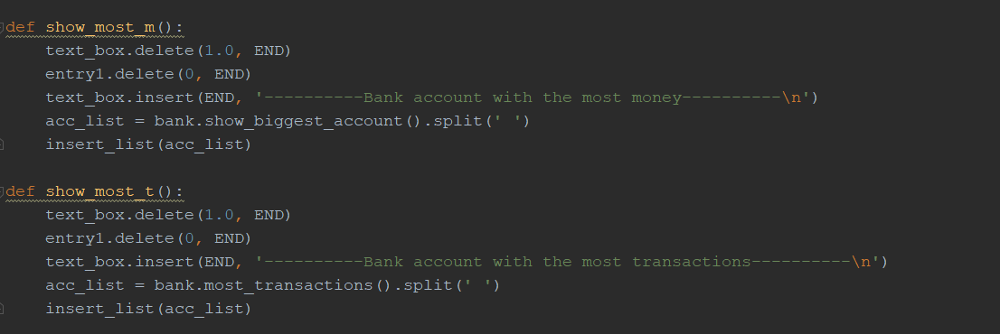 def show_most_m():
    text_box.delete(1.0, END)
    entry1.delete(0, END)
    text_box.insert(END, '----------Bank account with the most money----------\n')
    acc_list = bank.show_biggest_account().split(' ')
    insert_list(acc_list)
def show_most_t():
    text_box.delete(1.0, END)
    entry1.delete(0, END)
    text_box.insert(END, '----------Bank account with the most transactions----------\n')
    acc_list = bank.most_transactions().split(' ')
    insert_list(acc_list)